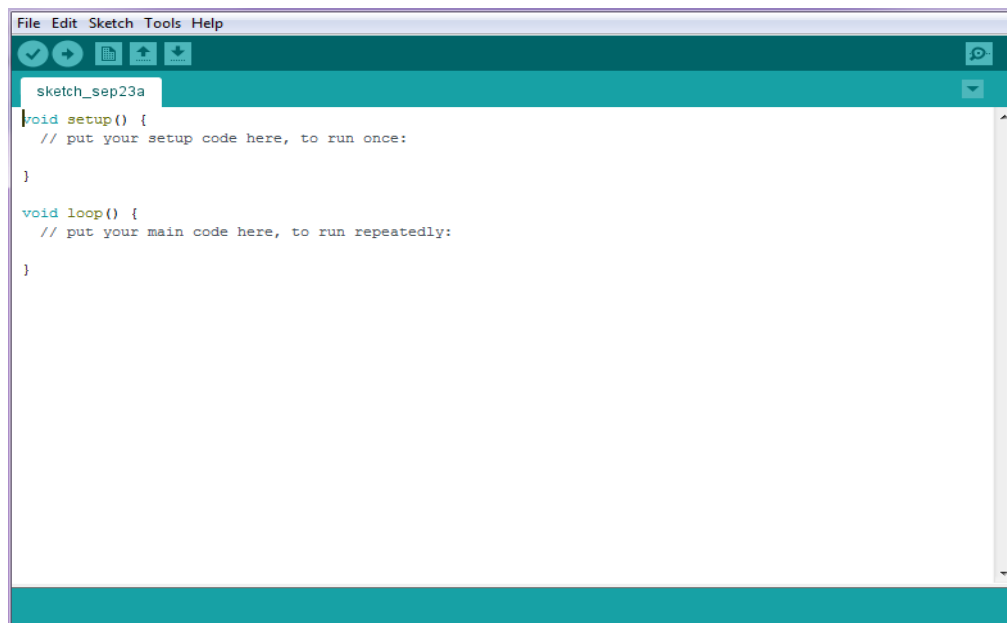 File Edit Sketch Tools Help
sketch_sep23a
void setup() {
  // put your setup code here, to run once:
}
void loop() {
  // put your main code here, to run repeatedly:
}